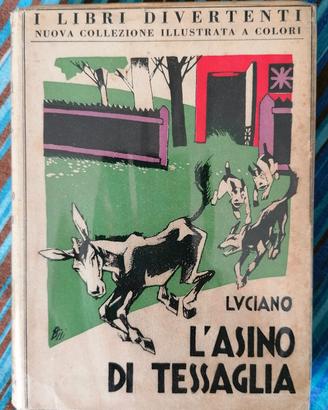 I LIBRI DIVERTENTI
NUOVA COLLEZIONE ILLUSTRATA A COLORI
LVCIANO
L'ASINO
DI TESSAGLIA